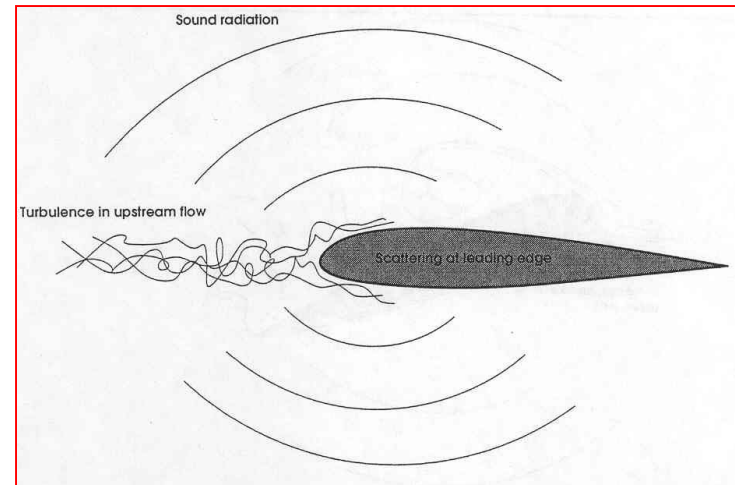 Sound radiation
Turbulence in upstream flow
Scattering at leading edge